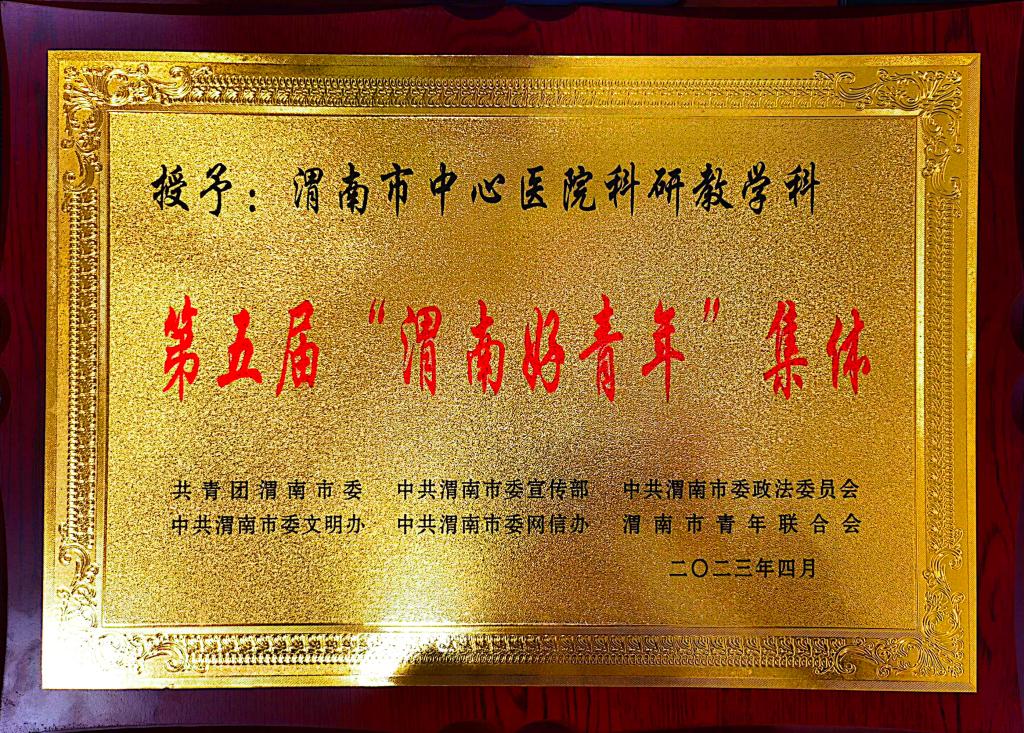 授予：渭南市中心医院科研教学科
第五届“渭南好青年”集体
共青团渭南市委 中共渭南市委宣传部 中共渭南市委政法委员会
中共渭南市委文明办 中共渭南市委网信办 渭南市青年联合会
二〇二三年四月